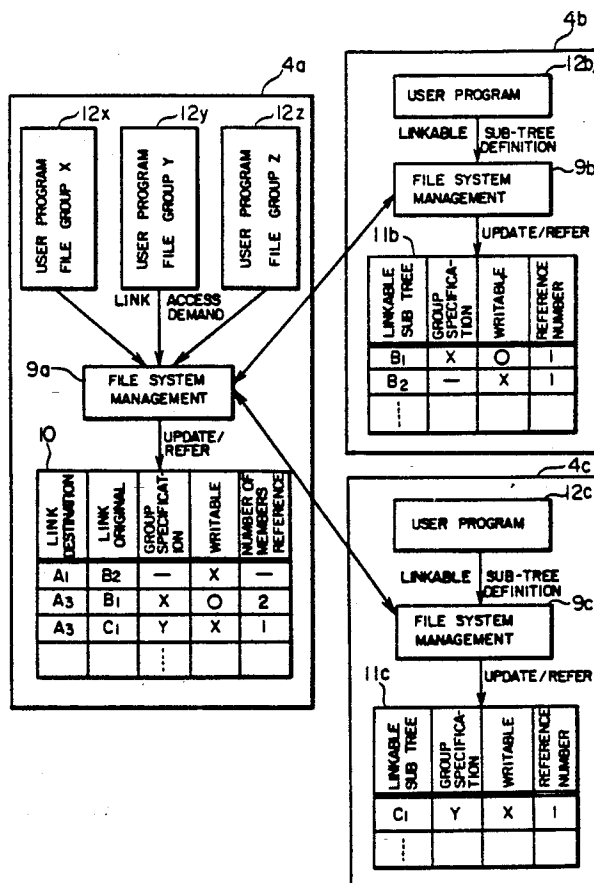 4a
12x
12y
12z
USER PROGRAM
FILE GROUP X
USER PROGRAM
FILE GROUP Y
USER PROGRAM
FILE GROUP Z
LINK ACCESS
DEMAND
9a
FILE SYSTEM
MANAGEMENT
10
UPDATE/
REFER
LINK DESTINATION
LINK ORIGINAL
GROUP SPECIFICAT-ION
WRITABLE
NUMBER OF MEMBERS REFERENCE
A1 B2 — X —
A3 B1 X O 2
A3 C1 Y X 1
4b
12b
USER PROGRAM
LINKABLE SUB-TREE
DEFINITION
9b
FILE SYSTEM
MANAGEMENT
11b
UPDATE/REFER
LINKABLE SUB TREE
GROUP SPECIFICA-TION
WRITABLE
REFERENCE NUMBER
B1 X O 1
B2 — X 1
4c
12c
USER PROGRAM
LINKABLE SUB-TREE
DEFINITION
9c
FILE SYSTEM
MANAGEMENT
11c
UPDATE/REFER
LINKABLE SUB TREE
GROUP SPECIFICA-TION
WRITABLE
REFERENCE NUMBER
C1 Y X 1